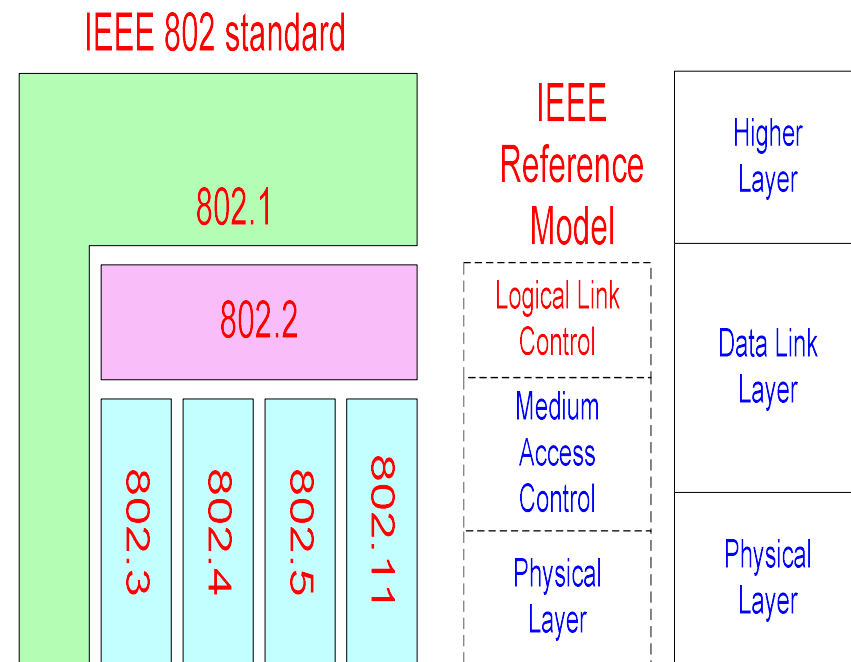 IEEE 802 standard
802.1
802.2
802.3
802.4
802.5
802.11
IEEE
Reference
Model
Logical Link
Control
Medium
Access
Control
Physical
Layer
Higher
Layer
Data Link
Layer
Physical
Layer